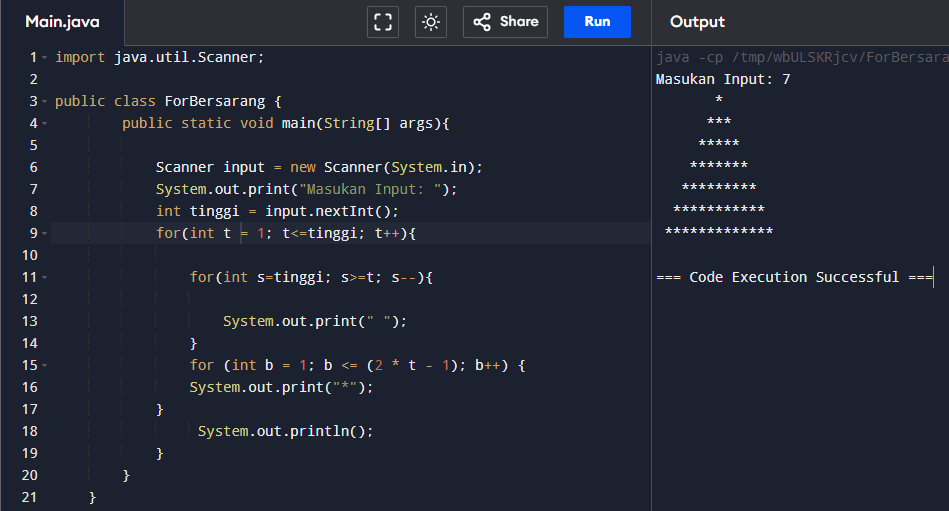 Main.java
Share
Run
Output
1 import java.util.Scanner;
2
3 public class ForBersarang {
4         public static void main(String[] args){
5
6             Scanner input = new Scanner(System.in);
7             System.out.print("Masukan Input: ");
8             int tinggi = input.nextInt();
9             for(int t = 1; t<=tinggi; t++){
10
11                 for(int s=tinggi; s>=t; s--){
12
13                     System.out.print(" ");
14                 }
15                 for (int b = 1; b <= (2 * t - 1); b++) {
16                 System.out.print("*");
17             }
18                  System.out.println();
19             }
20         }
21     }
java -cp /tmp/wbULSKRjcv/ForBersara
Masukan Input: 7
       *
      ***
     *****
    *******
   *********
  ***********
 *************
=== Code Execution Successful ===